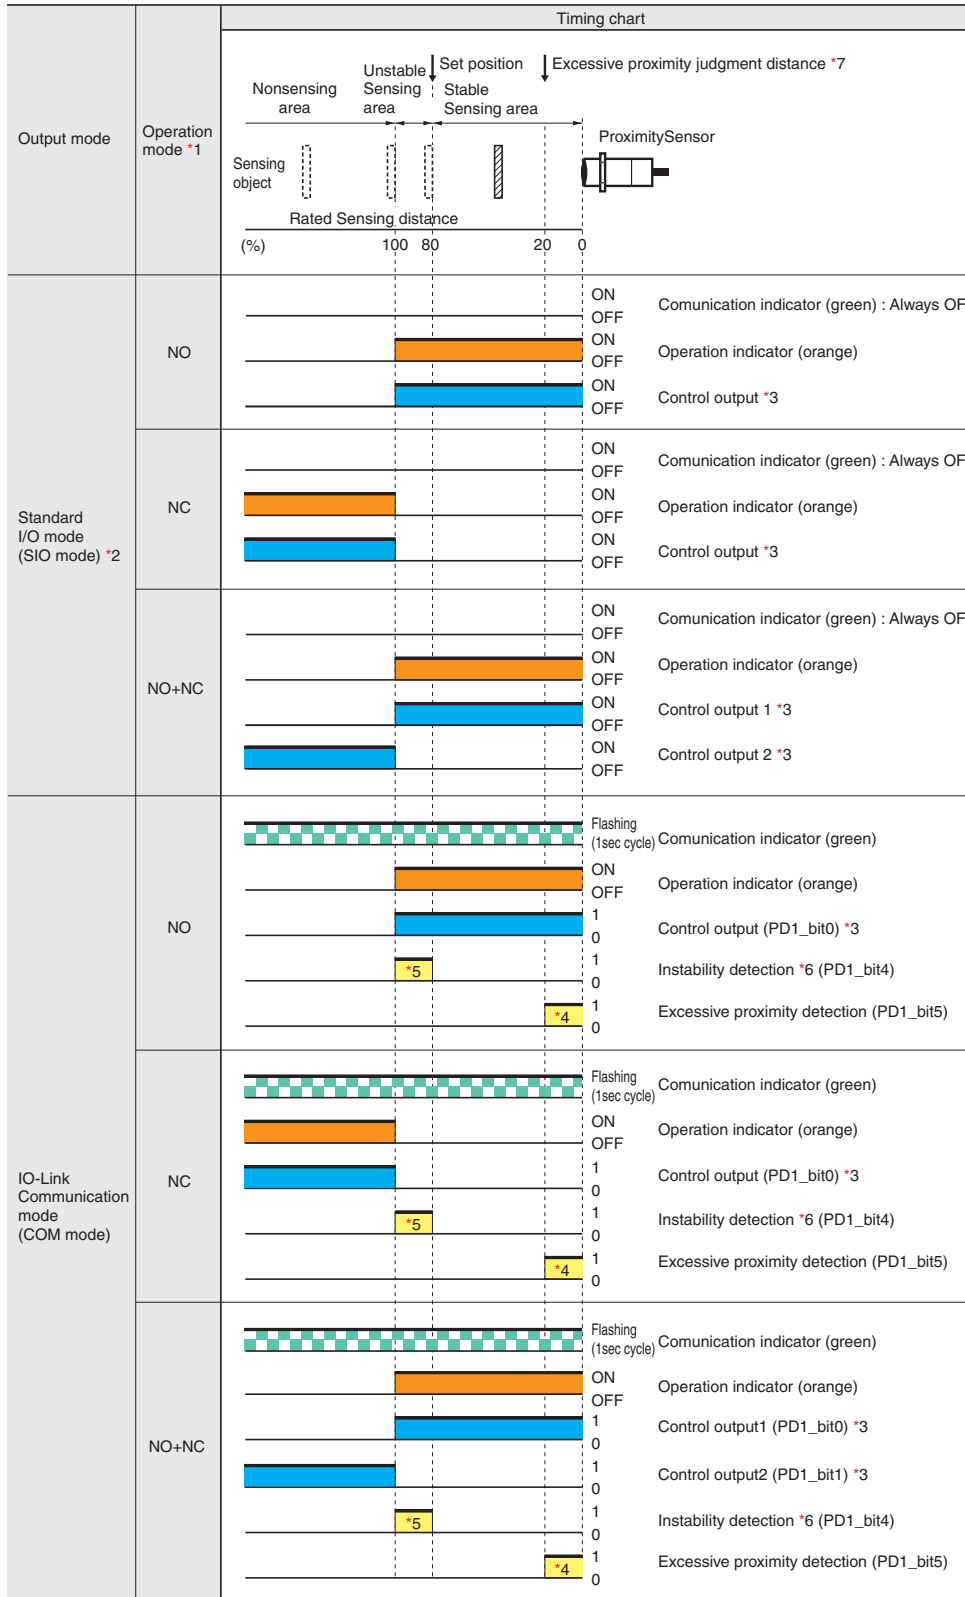 Timing chart
Output mode
Operation
mode *1
Nonsensing
area
Unstable
Sensing
area
Set position
Stable
Sensing area
Excessive proximity judgment distance *7
ProximitySensor
Sensing
object
Rated Sensing distance
(%)
100 80 20 0
Standard
I/O mode
(SIO mode) *2
NO
ON
OFF
Comunication indicator (green) : Always OF
ON
OFF
Operation indicator (orange)
ON
OFF
Control output *3
NC
ON
OFF
Comunication indicator (green) : Always OF
ON
OFF
Operation indicator (orange)
ON
OFF
Control output *3
NO+NC
ON
OFF
Comunication indicator (green) : Always OF
ON
OFF
Operation indicator (orange)
ON
OFF
Control output 1 *3
ON
OFF
Control output 2 *3
IO-Link
Communication
mode
(COM mode)
NO
Flashing
(1sec cycle)
Comunication indicator (green)
ON
OFF
Operation indicator (orange)
1
0
Control output (PD1_bit0) *3
*5
1
0
Instability detection *6 (PD1_bit4)
*4
1
0
Excessive proximity detection (PD1_bit5)
NC
Flashing
(1sec cycle)
Comunication indicator (green)
ON
OFF
Operation indicator (orange)
1
0
Control output (PD1_bit0) *3
*5
1
0
Instability detection *6 (PD1_bit4)
*4
1
0
Excessive proximity detection (PD1_bit5)
NO+NC
Flashing
(1sec cycle)
Comunication indicator (green)
ON
OFF
Operation indicator (orange)
1
0
Control output1 (PD1_bit0) *3
1
0
Control output2 (PD1_bit1) *3
*5
1
0
Instability detection *6 (PD1_bit4)
*4
1
0
Excessive proximity detection (PD1_bit5)